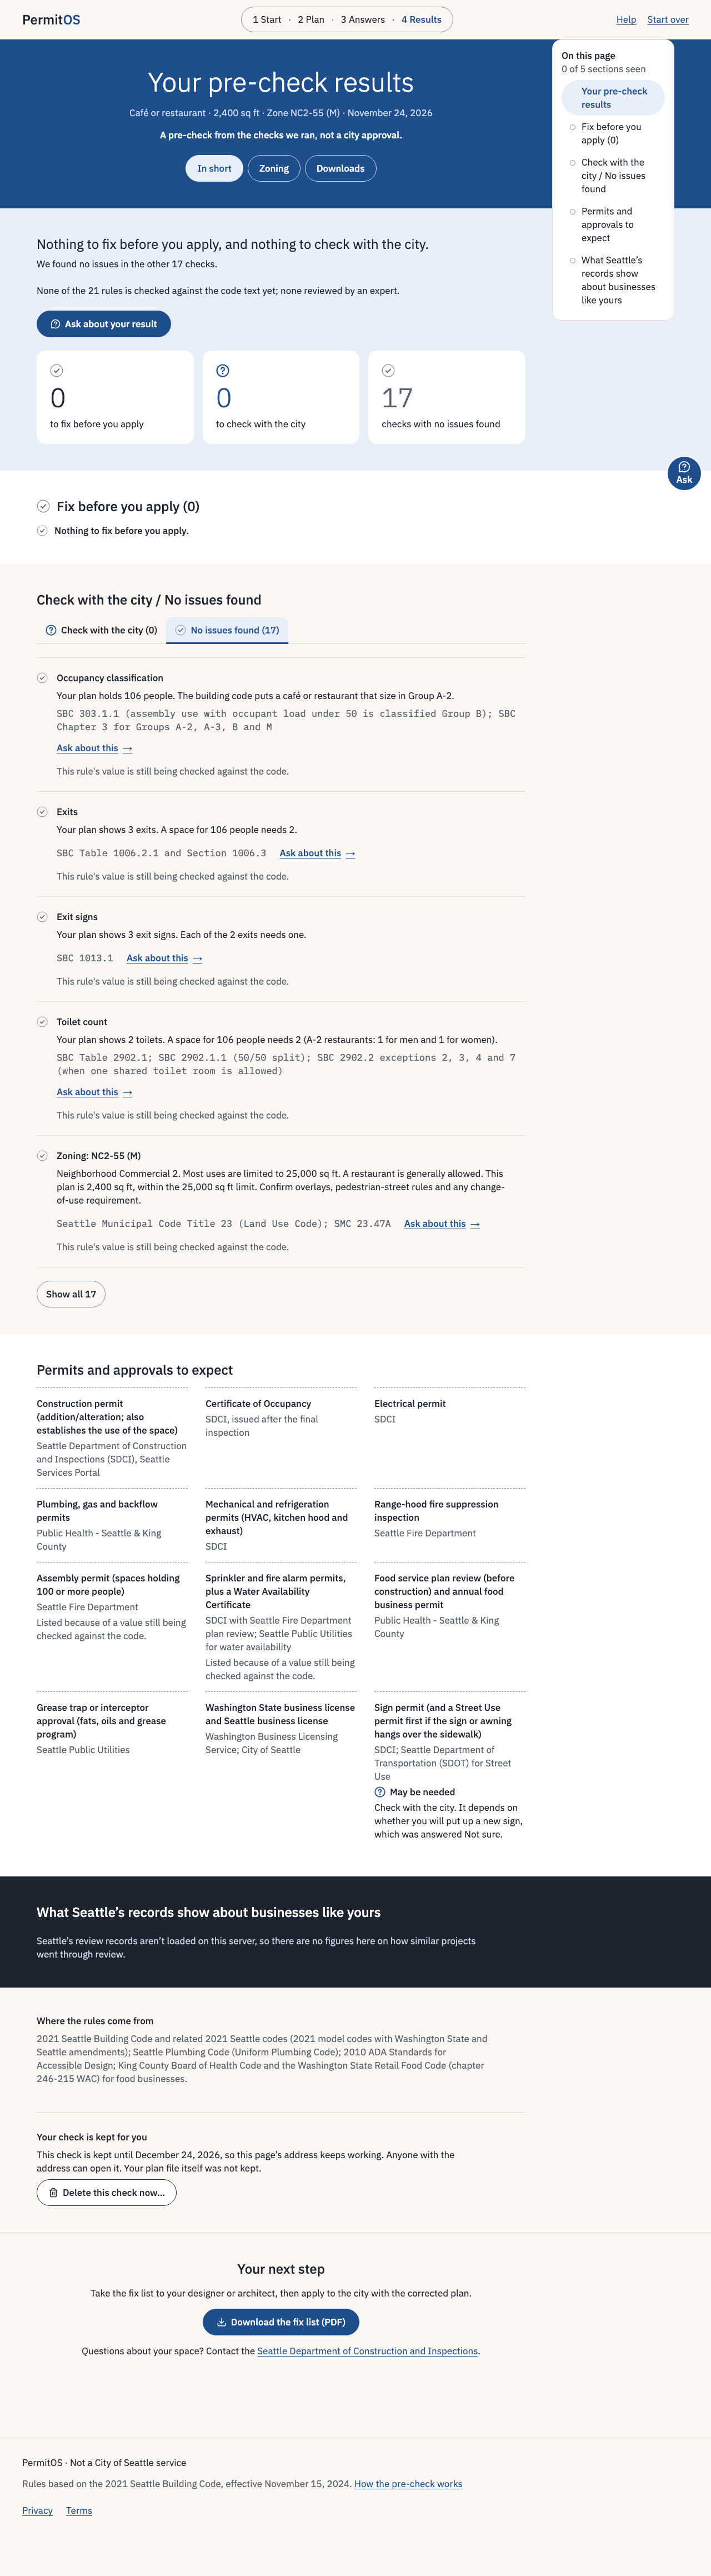 PermitOS
1 Start · 2 Plan · 3 Answers · 4 Results
Help Start over
Your pre-check results
Café or restaurant · 2,400 sq ft · Zone NC2-55 (M) · November 24, 2026
A pre-check from the checks we ran, not a city approval.
In short Zoning Downloads
On this page
0 of 5 sections seen
Your pre-check
results
Fix before you
apply (0)
Check with the
city / No issues
found
Permits and
approvals to
expect
What Seattle’s
records show
about businesses
like yours
Nothing to fix before you apply, and nothing to check with the city.
We found no issues in the other 17 checks.
None of the 21 rules is checked against the code text yet; none reviewed by an expert.
Ask about your result
0
to fix before you apply
0
to check with the city
17
checks with no issues found
Ask
Fix before you apply (0)
Nothing to fix before you apply.
Check with the city / No issues found
Check with the city (0) No issues found (17)
Occupancy classification
Your plan holds 106 people. The building code puts a café or restaurant that size in Group A-2.
SBC 303.1.1 (assembly use with occupant load under 50 is classified Group B); SBC
Chapter 3 for Groups A-2, A-3, B and M
Ask about this →
This rule's value is still being checked against the code.
Exits
Your plan shows 3 exits. A space for 106 people needs 2.
SBC Table 1006.2.1 and Section 1006.3 Ask about this →
This rule's value is still being checked against the code.
Exit signs
Your plan shows 3 exit signs. Each of the 2 exits needs one.
SBC 1013.1 Ask about this →
This rule's value is still being checked against the code.
Toilet count
Your plan shows 2 toilets. A space for 106 people needs 2 (A-2 restaurants: 1 for men and 1 for women).
SBC Table 2902.1; SBC 2902.1.1 (50/50 split); SBC 2902.2 exceptions 2, 3, 4 and 7
(when one shared toilet room is allowed)
Ask about this →
This rule's value is still being checked against the code.
Zoning: NC2-55 (M)
Neighborhood Commercial 2. Most uses are limited to 25,000 sq ft. A restaurant is generally allowed. This
plan is 2,400 sq ft, within the 25,000 sq ft limit. Confirm overlays, pedestrian-street rules and any change-
of-use requirement.
Seattle Municipal Code Title 23 (Land Use Code); SMC 23.47A Ask about this →
This rule's value is still being checked against the code.
Show all 17
Permits and approvals to expect
Construction permit
(addition/alteration; also
establishes the use of the space)
Seattle Department of Construction
and Inspections (SDCI), Seattle
Services Portal
Certificate of Occupancy
SDCI, issued after the final
inspection
Electrical permit
SDCI
Plumbing, gas and backflow
permits
Public Health - Seattle & King
County
Mechanical and refrigeration
permits (HVAC, kitchen hood and
exhaust)
SDCI
Range-hood fire suppression
inspection
Seattle Fire Department
Assembly permit (spaces holding
100 or more people)
Seattle Fire Department
Listed because of a value still being
checked against the code.
Sprinkler and fire alarm permits,
plus a Water Availability
Certificate
SDCI with Seattle Fire Department
plan review; Seattle Public Utilities
for water availability
Listed because of a value still being
checked against the code.
Food service plan review (before
construction) and annual food
business permit
Public Health - Seattle & King
County
Grease trap or interceptor
approval (fats, oils and grease
program)
Seattle Public Utilities
Washington State business license
and Seattle business license
Washington Business Licensing
Service; City of Seattle
Sign permit (and a Street Use
permit first if the sign or awning
hangs over the sidewalk)
SDCI; Seattle Department of
Transportation (SDOT) for Street
Use
May be needed
Check with the city. It depends on
whether you will put up a new sign,
which was answered Not sure.
What Seattle’s records show about businesses like yours
Seattle’s review records aren’t loaded on this server, so there are no figures here on how similar projects
went through review.
Where the rules come from
2021 Seattle Building Code and related 2021 Seattle codes (2021 model codes with Washington State and
Seattle amendments); Seattle Plumbing Code (Uniform Plumbing Code); 2010 ADA Standards for
Accessible Design; King County Board of Health Code and the Washington State Retail Food Code (chapter
246-215 WAC) for food businesses.
Your check is kept for you
This check is kept until December 24, 2026, so this page’s address keeps working. Anyone with the
address can open it. Your plan file itself was not kept.
Delete this check now…
Your next step
Take the fix list to your designer or architect, then apply to the city with the corrected plan.
Download the fix list (PDF)
Questions about your space? Contact the Seattle Department of Construction and Inspections.
PermitOS · Not a City of Seattle service
Rules based on the 2021 Seattle Building Code, effective November 15, 2024. How the pre-check works
Privacy Terms